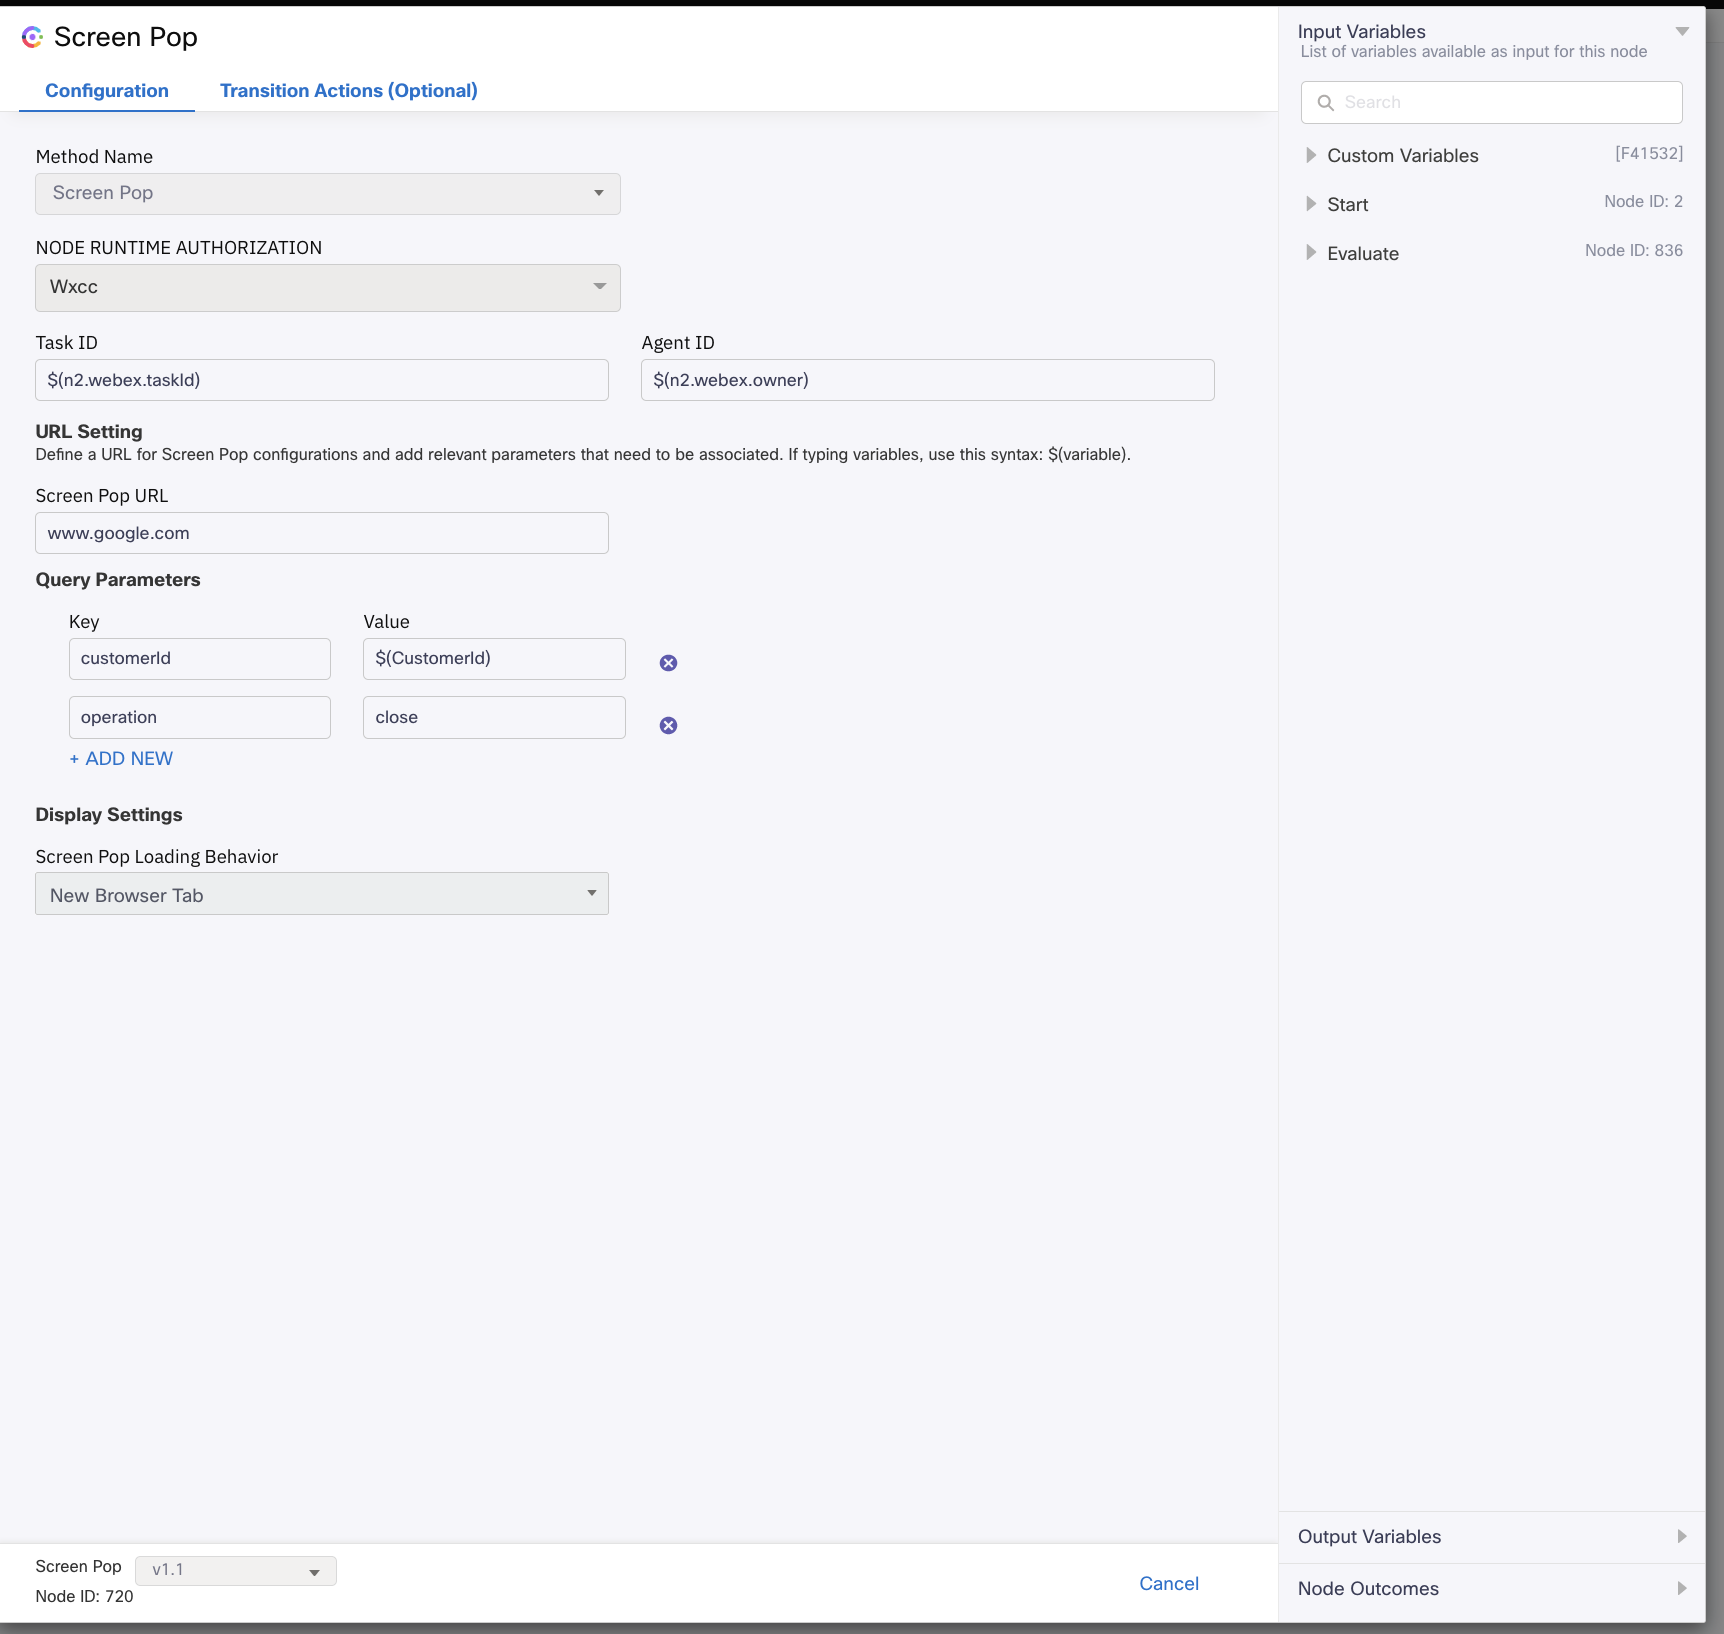 Screen Pop
Configuration
Transition Actions (Optional)
Method Name
Screen Pop
NODE RUNTIME AUTHORIZATION
Wxcc
Task ID
Agent ID
$(n2.webex.taskId)
$(n2.webex.owner)
URL Setting
Define a URL for Screen Pop configurations and add relevant parameters that need to be associated. If typing variables, use this syntax: $(variable).
Screen Pop URL
www.google.com
Query Parameters
Key
Value
customerId
$(CustomerId)
operation
close
+ ADD NEW
Display Settings
Screen Pop Loading Behavior
New Browser Tab
Screen Pop
v1.1
Node ID: 720
Cancel
Input Variables
List of variables available as input for this node
Search
Custom Variables
[F41532]
Start
Node ID: 2
Evaluate
Node ID: 836
Output Variables
Node Outcomes